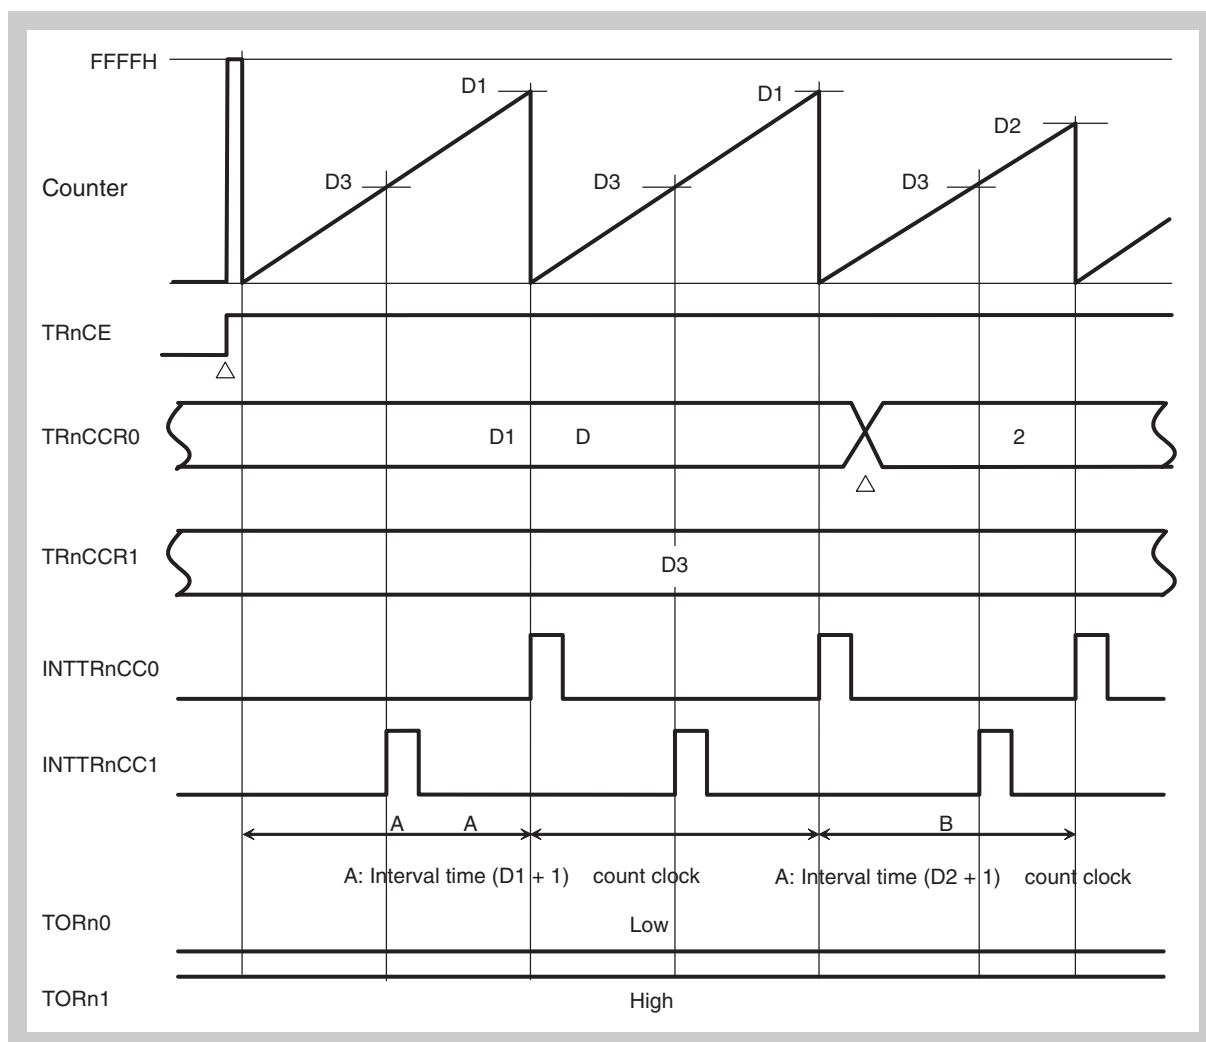 FFFFH
D1
D1
D2
D3
D3
D3
Counter
TRnCE
TRnCCR0
D1
D
2
TRnCCR1
D3
INTTRnCC0
INTTRnCC1
A
A
B
A: Interval time (D1 + 1) count clock
A: Interval time (D2 + 1) count clock
TORn0
Low
TORn1
High